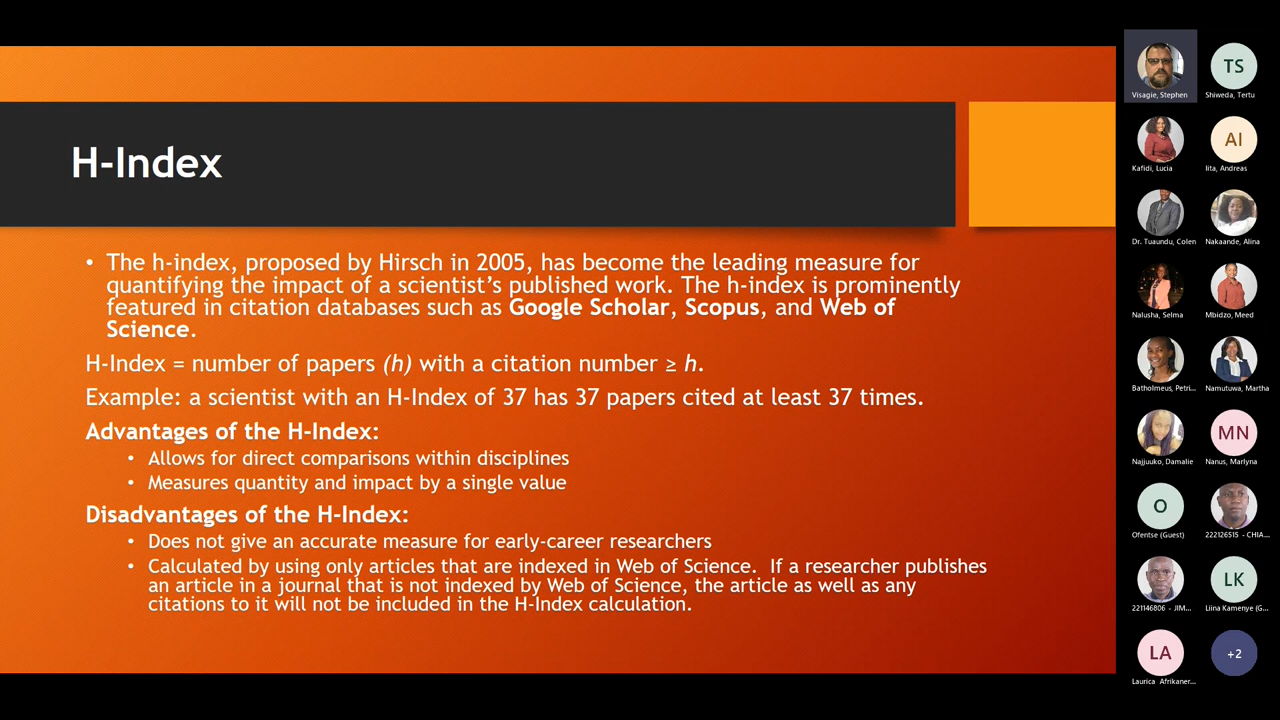 H-Index
• The h-index, proposed by Hirsch in 2005, has become the leading measure for
quantifying the impact of a scientist’s published work. The h-index is prominently
featured in citation databases such as Google Scholar, Scopus, and Web of
Science.
H-Index = number of papers (h) with a citation number ≥ h.
Example: a scientist with an H-Index of 37 has 37 papers cited at least 37 times.
Advantages of the H-Index:
• Allows for direct comparisons within disciplines
• Measures quantity and impact by a single value
Disadvantages of the H-Index:
• Does not give an accurate measure for early-career researchers
• Calculated by using only articles that are indexed in Web of Science.  If a researcher publishes
an article in a journal that is not indexed by Web of Science, the article as well as any
citations to it will not be included in the H-Index calculation.
Visagie, Stephen
TS
Shiweda, Tertu
Kafidi, Lucia
AI
Iita, Andreas
Dr. Tuaundu, Colen
Nakaande, Alina
Nalusha, Selma
Mbidzo, Meed
Batholmeus, Petri...
Namutuwa, Martha
Najjuuko, Damalie
MN
Nanus, Marlyna
O
Ofentse (Guest)
222126515 - CHIA...
221146806 - JIM...
LK
Liina Kamenye (G...
LA
Laurica Afrikaner...
+2